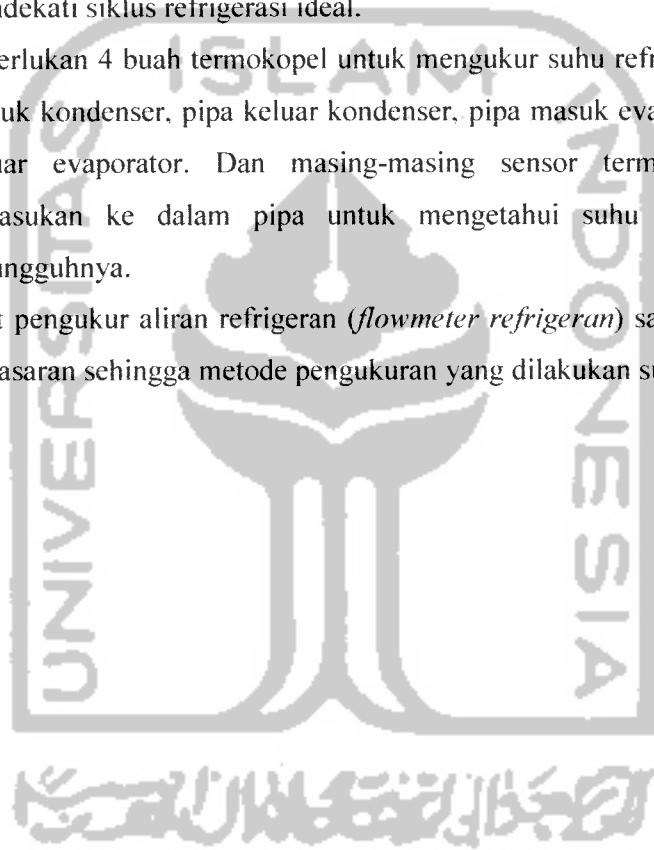 ndekati siklus refrigerasi ideal.
erlukan 4 buah termokopel untuk mengukur suhu refr
uk kondenser, pipa keluar kondenser, pipa masuk eva
ar evaporator. Dan masing-masing sensor term
asukan ke dalam pipa untuk mengetahui suhu
ungguhnya.
t pengukur aliran refrigeran (flowmeter refrigeran) sa
asaran sehingga metode pengukuran yang dilakukan su
ISLAM
UNIVERSITAS
INDONESIA